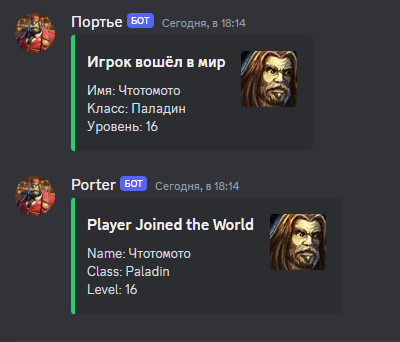 Портье БОТ Сегодня, в 18:14
Игрок вошёл в мир
Имя: Чтотомото
Класс: Паладин
Уровень: 16
Porter БОТ Сегодня, в 18:14
Player Joined the World
Name: Чтотомото
Class: Paladin
Level: 16